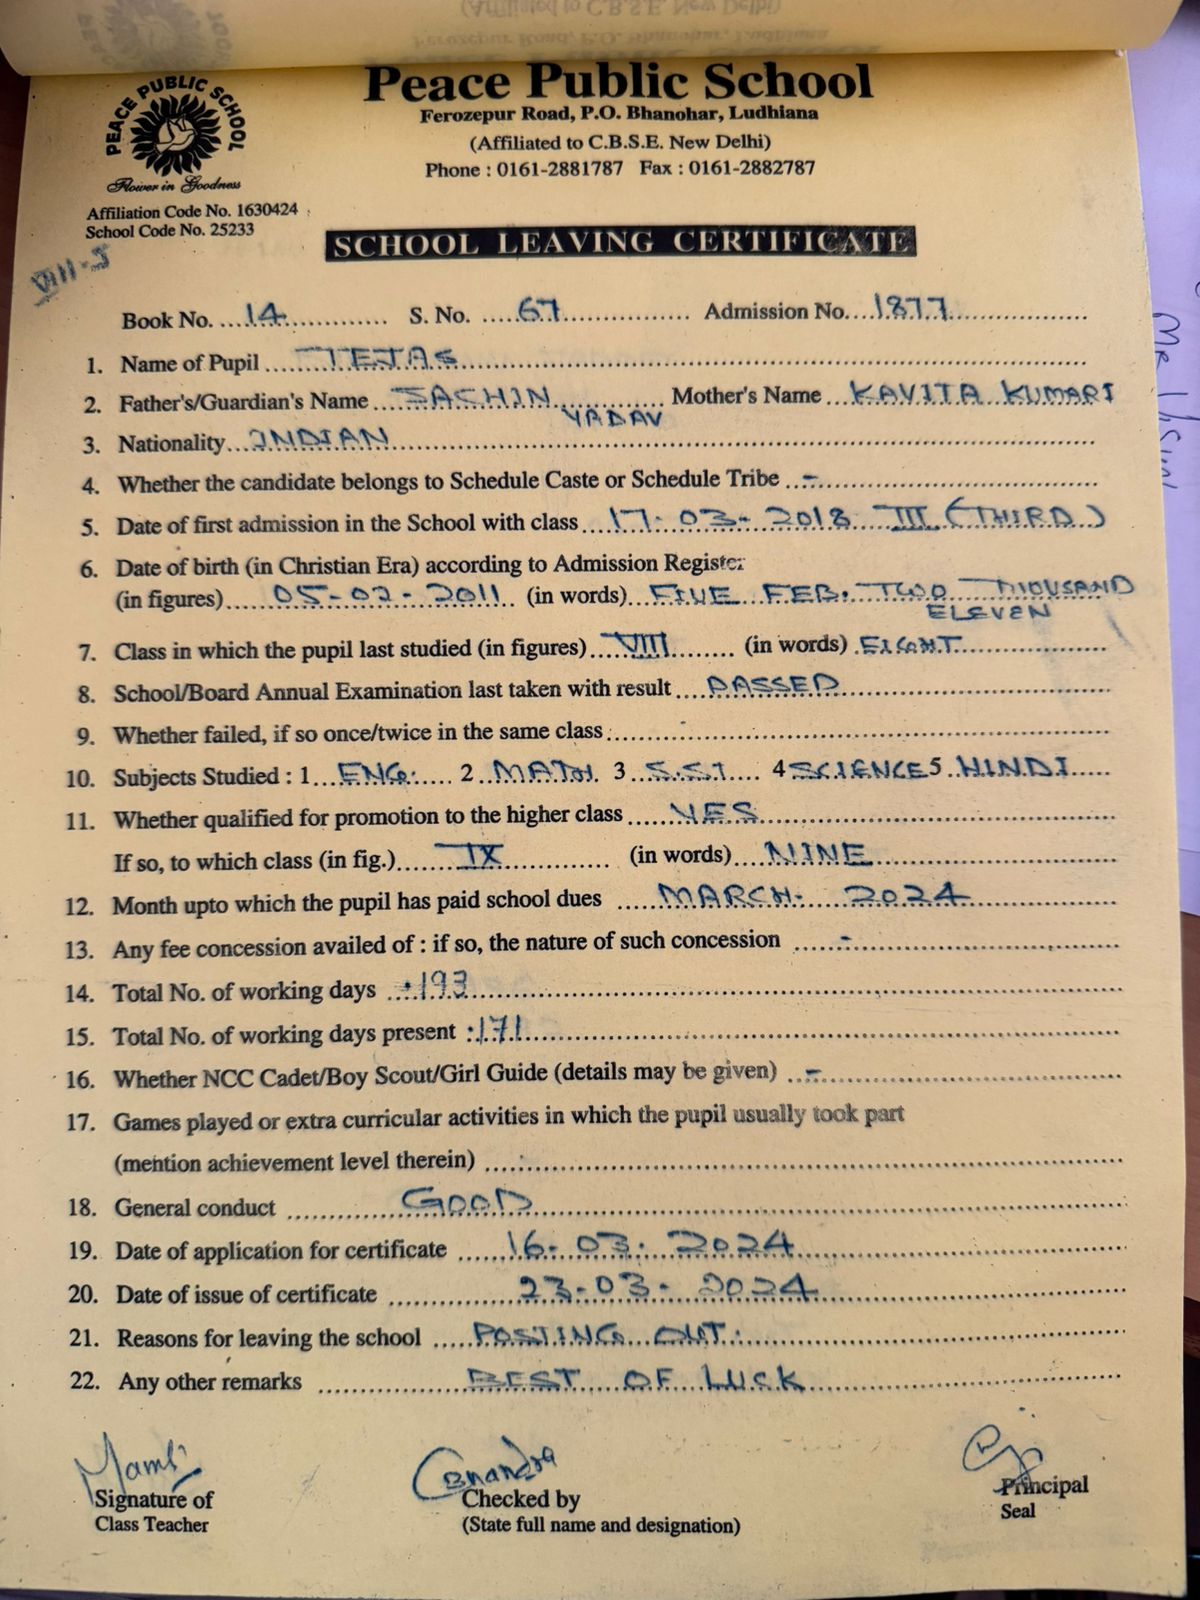 Peace Public School
Ferozepur Road, P.O. Bhanohar, Ludhiana
(Affiliated to C.B.S.E. New Delhi)
Phone : 0161-2881787 Fax : 0161-2882787
PEACE PUBLIC SCHOOL
Flower in Goodness
Affiliation Code No. 1630424
School Code No. 25233
SCHOOL LEAVING CERTIFICATE
Book No. 14 S. No. 67 Admission No. 1877
1. Name of Pupil TEJAS
2. Father's/Guardian's Name SACHIN YADAV Mother's Name KAVITA KUMARI
3. Nationality INDIAN
4. Whether the candidate belongs to Schedule Caste or Schedule Tribe -
5. Date of first admission in the School with class 17-03-2018 III (THIRD)
6. Date of birth (in Christian Era) according to Admission Register
(in figures) 05-02-2011 (in words) FIVE FEB. TWO THOUSAND
ELEVEN
7. Class in which the pupil last studied (in figures) VIII (in words) EIGHT
8. School/Board Annual Examination last taken with result PASSED
9. Whether failed, if so once/twice in the same class :
10. Subjects Studied : 1 ENG. 2 MATH 3 S.ST 4 SCIENCE 5 HINDI
11. Whether qualified for promotion to the higher class YES
If so, to which class (in fig.) IX (in words) NINE
12. Month upto which the pupil has paid school dues MARCH. 2024
13. Any fee concession availed of : if so, the nature of such concession -
14. Total No. of working days : 193
15. Total No. of working days present : 171
16. Whether NCC Cadet/Boy Scout/Girl Guide (details may be given) -
17. Games played or extra curricular activities in which the pupil usually took part
(mention achievement level therein)
18. General conduct GOOD
19. Date of application for certificate 16-03-2024
20. Date of issue of certificate 23-03-2024
21. Reasons for leaving the school POSTING OUT.
22. Any other remarks BEST OF LUCK
Signature of
Class Teacher
Checked by
(State full name and designation)
Principal
Seal